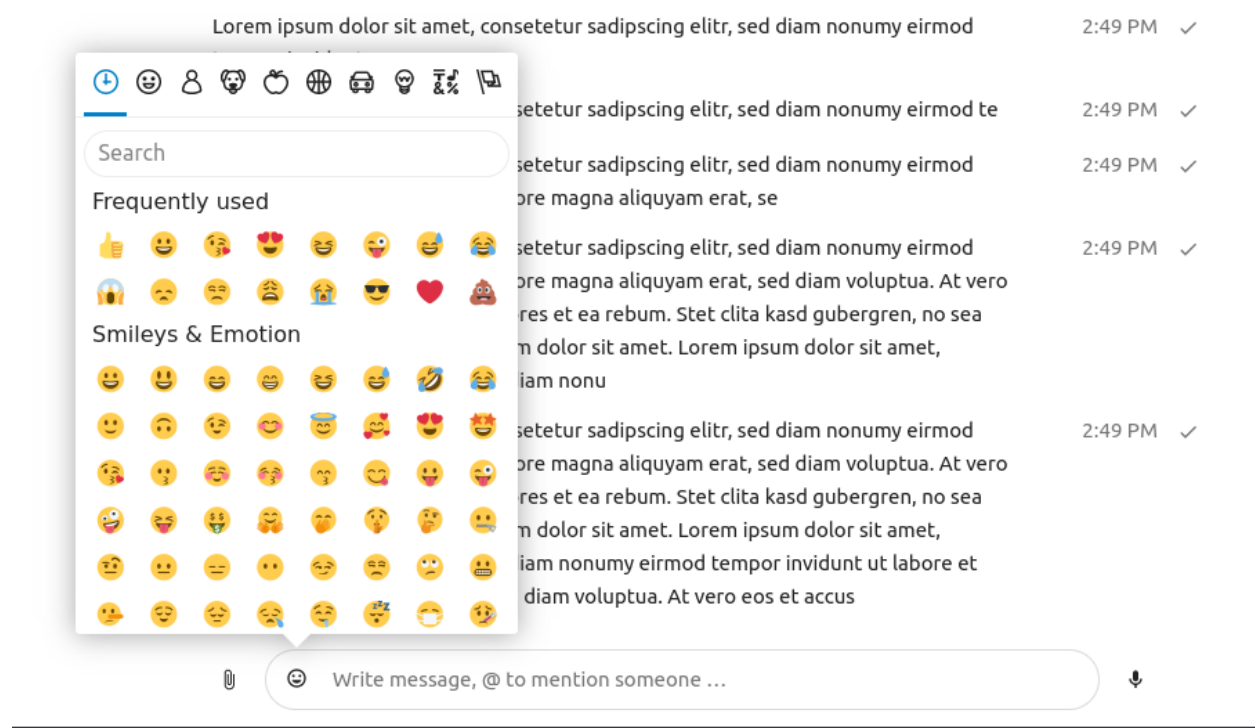 Lorem ipsum dolor sit amet, consetetur sadipscing elitr, sed diam nonumy eirmod 2:49 PM
Search
Frequently used
Smileys & Emotion
setetur sadipscing elitr, sed diam nonumy eirmod te 2:49 PM
setetur sadipscing elitr, sed diam nonumy eirmod 2:49 PM
ore magna aliquyam erat, se
setetur sadipscing elitr, sed diam nonumy eirmod 2:49 PM
ore magna aliquyam erat, sed diam voluptua. At vero
res et ea rebum. Stet clita kasd gubergren, no sea
m dolor sit amet. Lorem ipsum dolor sit amet,
iam nonu
setetur sadipscing elitr, sed diam nonumy eirmod 2:49 PM
ore magna aliquyam erat, sed diam voluptua. At vero
res et ea rebum. Stet clita kasd gubergren, no sea
m dolor sit amet. Lorem ipsum dolor sit amet,
iam nonumy eirmod tempor invidunt ut labore et
diam voluptua. At vero eos et accus
Write message, @ to mention someone …